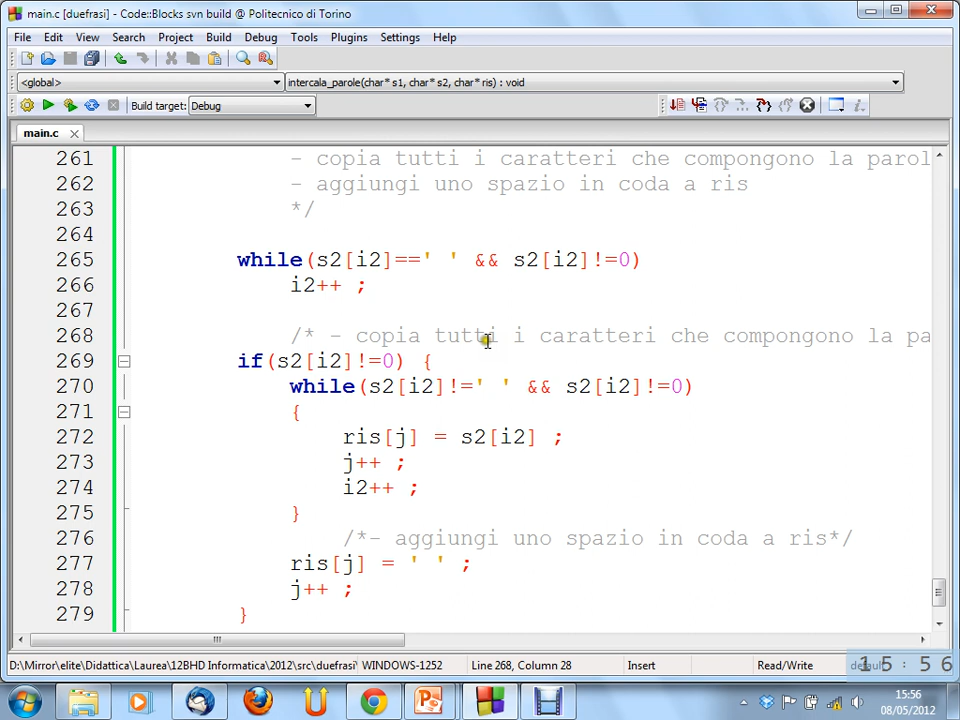 main.c [duefrasi] - Code::Blocks svn build @ Politecnico di Torino
File Edit View Search Project Build Debug Tools Plugins Settings Help
<global> intercala_parole(char* s1, char* s2, char* ris) : void
Build target: Debug
main.c
261 - copia tutti i caratteri che compongono la parol
262 - aggiungi uno spazio in coda a ris
263 */
264
265 while(s2[i2]==' ' && s2[i2]!=0)
266 i2++ ;
267
268 /* - copia tutti i caratteri che compongono la pa
269 if(s2[i2]!=0) {
270 while(s2[i2]!=' ' && s2[i2]!=0)
271 {
272 ris[j] = s2[i2] ;
273 j++ ;
274 i2++ ;
275 }
276 /*- aggiungi uno spazio in coda a ris*/
277 ris[j] = ' ' ;
278 j++ ;
279 }
D:\Mirror\elite\Didattica\Laurea\12BHD Informatica\2012\src\duefrasi\ WINDOWS-1252 Line 268, Column 28 Insert Read/Write default
15:56
15:56
08/05/2012